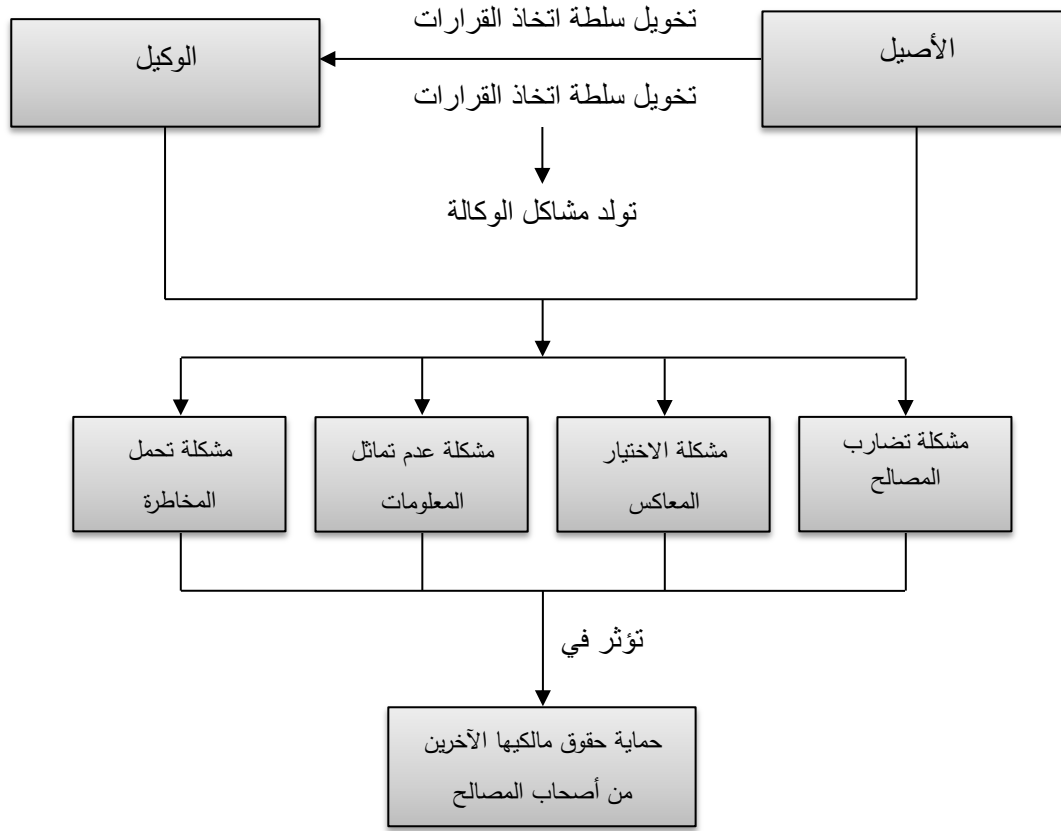 تخويل سلطة اتخاذ القرارات
الأصيل
الوكيل
تخويل سلطة اتخاذ القرارات
تولد مشاكل الوكالة
مشكلة تضارب
المصالح
مشكلة الاختيار
المعاكس
مشكلة عدم تماثل
المعلومات
مشكلة تحمل
المخاطرة
تؤثر في
حماية حقوق مالكيها الآخرين
من أصحاب المصالح